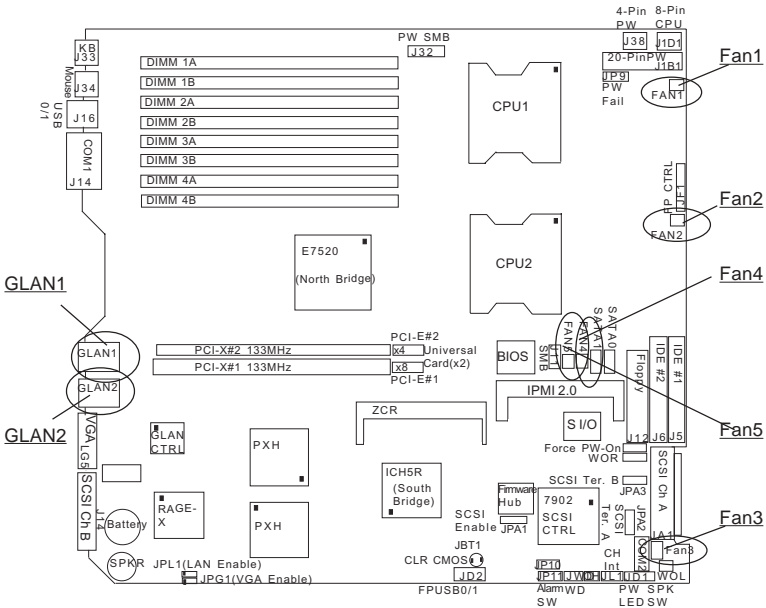 4-Pin
PW
8-Pin
CPU
PW SMB
J32
J38
J1D1
20-PinPW
J1B1
JP9
PW
Fail
FAN1
Fan1
KB
J33
Mouse
J34
USB
0/1
J16
COM1
J14
DIMM 1A
DIMM 1B
DIMM 2A
DIMM 2B
DIMM 3A
DIMM 3B
DIMM 4A
DIMM 4B
CPU1
FP CTRL
JF1
Fan2
FAN2
CPU2
E7520
(North Bridge)
Fan4
GLAN1
GLAN1
GLAN2
GLAN2
PCI-E#2
PCI-X#2 133MHz
x4
Universal
PCI-X#1 133MHz
x8
Card(x2)
PCI-E#1
BIOS
SMB
J11
FAN5
FAN4
SATA1
SATA0
Floppy
J12
IDE #2
J6
IDE #1
J5
Fan5
IPMI 2.0
ZCR
S I/O
Force PW-On
WOR
VGA
LG5
GLAN
CTRL
PXH
ICH5R
(South
Bridge)
Firmware
Hub
SCSI
Enable
JPA1
SCSI Ter. B
JPA3
7902
SCSI
CTRL
SCSI
Ter. A
JPA2
SCSI Ch A
JA1
Fan3
Fan3
SCSI Ch B
J14
Battery
RAGE-
X
PXH
SPKR
JPL1(LAN Enable)
JPG1(VGA Enable)
JBT1
CLR CMOS
JD2
FPUSB0/1
JP10
JP11
Alarm
SW
JWD
WD
CH
Int
JL1
JD1
PW
LED
SPK
SW
COM2
WOL